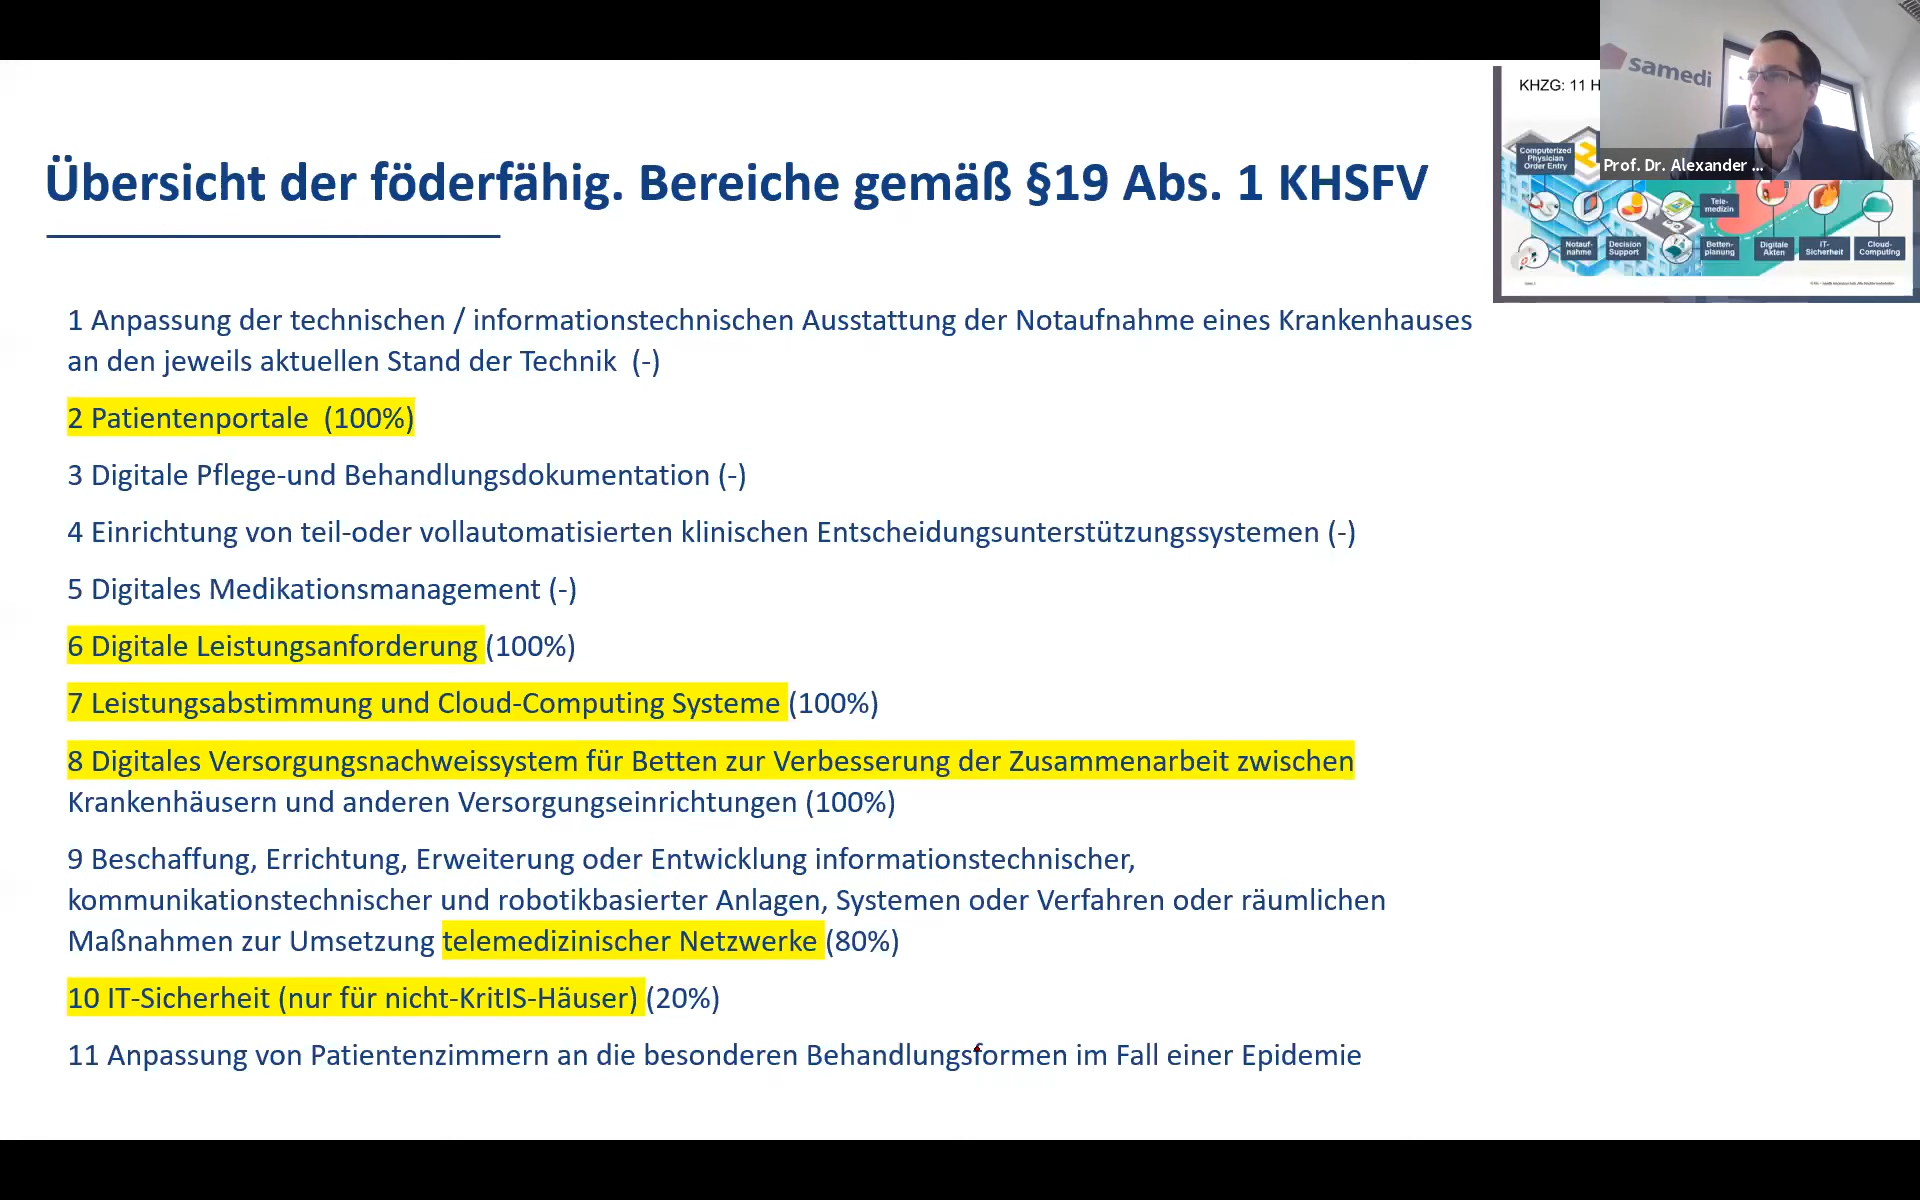 Übersicht der föderfähig. Bereiche gemäß §19 Abs. 1 KHSFV
1 Anpassung der technischen / informationstechnischen Ausstattung der Notaufnahme eines Krankenhauses
an den jeweils aktuellen Stand der Technik (-)
2 Patientenportale (100%)
3 Digitale Pflege-und Behandlungsdokumentation (-)
4 Einrichtung von teil-oder vollautomatisierten klinischen Entscheidungsunterstützungssystemen (-)
5 Digitales Medikationsmanagement (-)
6 Digitale Leistungsanforderung (100%)
7 Leistungsabstimmung und Cloud-Computing Systeme (100%)
8 Digitales Versorgungsnachweissystem für Betten zur Verbesserung der Zusammenarbeit zwischen
Krankenhäusern und anderen Versorgungseinrichtungen (100%)
9 Beschaffung, Errichtung, Erweiterung oder Entwicklung informationstechnischer,
kommunikationstechnischer und robotikbasierter Anlagen, Systemen oder Verfahren oder räumlichen
Maßnahmen zur Umsetzung telemedizinischer Netzwerke (80%)
10 IT-Sicherheit (nur für nicht-KritIS-Häuser) (20%)
11 Anpassung von Patientenzimmern an die besonderen Behandlungsformen im Fall einer Epidemie
samedi
Prof. Dr. Alexander ...
KHZG: 11 H
Computerized
Physician
Order Entry
Tele-
medizin
Notauf-
nahme
Decision
Support
Betten-
planung
Digitale
Akten
IT-
Sicherheit
Cloud-
Computing